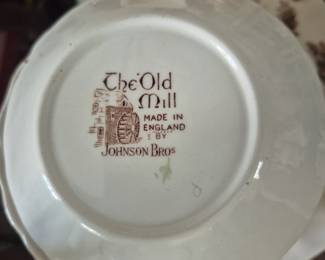 The Old
Mill
MADE IN
ENGLAND
BY
JOHNSON BROS